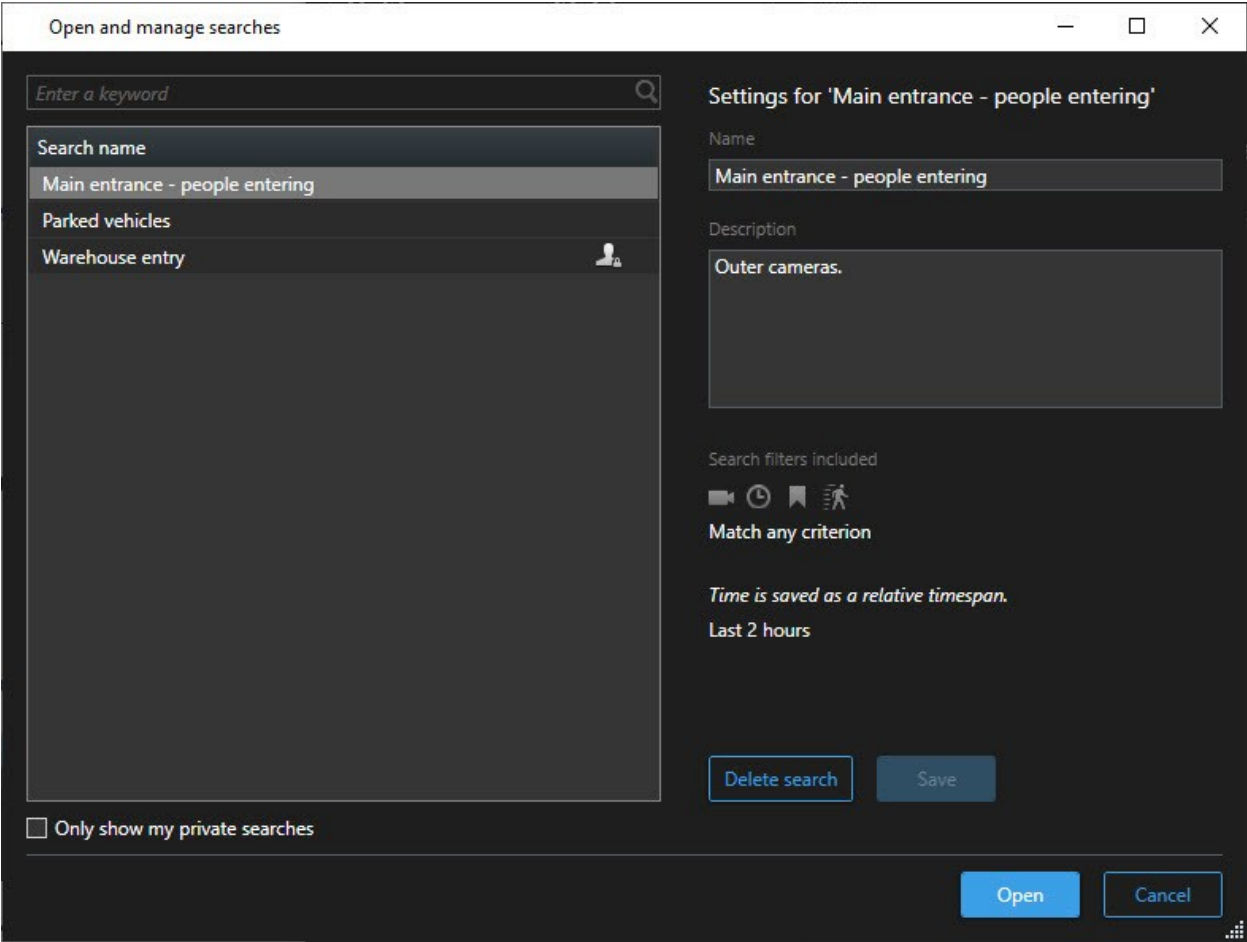 Open and manage searches
Enter a keyword
Search name
Main entrance - people entering
Parked vehicles
Warehouse entry
Only show my private searches
Settings for 'Main entrance - people entering'
Name
Main entrance - people entering
Description
Outer cameras.
Search filters included
Match any criterion
Time is saved as a relative timespan.
Last 2 hours
Delete search
Save
Open
Cancel